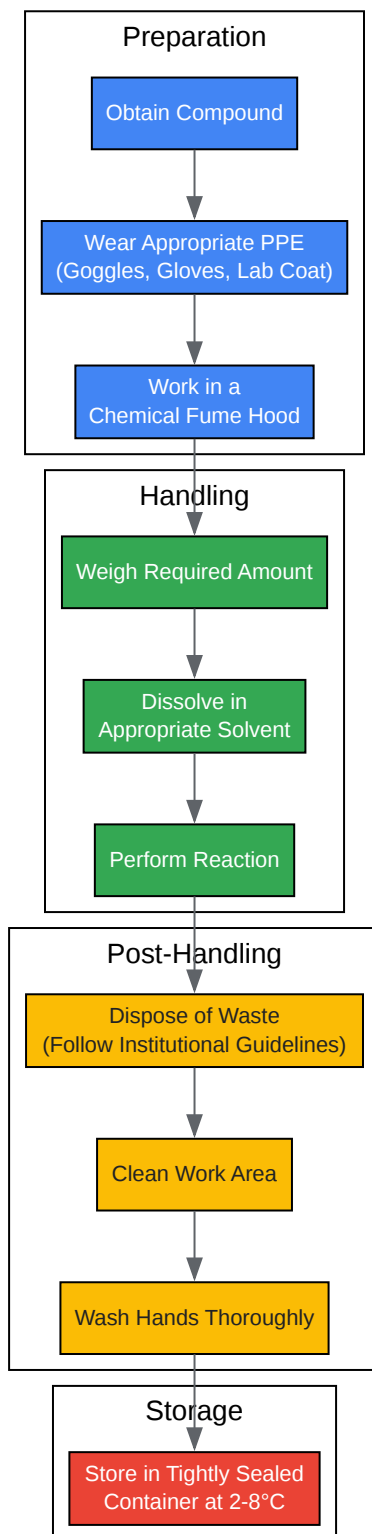 Preparation
Obtain Compound
Wear Appropriate PPE
(Goggles, Gloves, Lab Coat)
Work in a
Chemical Fume Hood
Handling
Weigh Required Amount
Dissolve in
Appropriate Solvent
Perform Reaction
Post-Handling
Dispose of Waste
(Follow Institutional Guidelines)
Clean Work Area
Wash Hands Thoroughly
Storage
Store in Tightly Sealed
Container at 2-8°C